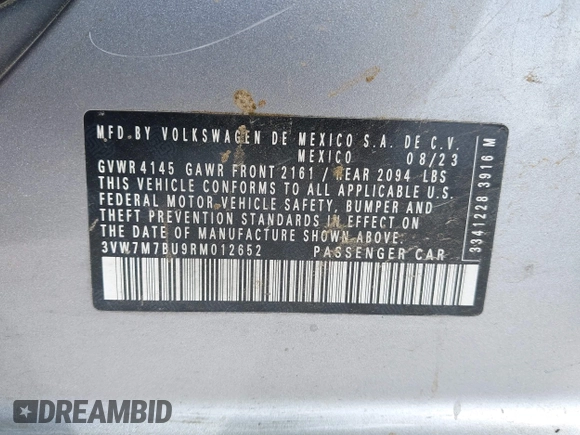 MFD.BY VOLKSWAGEN DE MEXICO S.A. DE C.V.
MEXICO 08/23
GVWR 4145 GAWR FRONT 2161 / REAR 2094 LBS
THIS VEHICLE CONFORMS TO ALL APPLICABLE U.S.
FEDERAL MOTOR VEHICLE SAFETY, BUMPER AND
THEFT PREVENTION STANDARDS IN EFFECT ON THE
DATE OF MANUFACTURE SHOWN ABOVE.
3VW7M7BU9RM012652 PASSENGER CAR
3341228 3916 M
DREAMBID